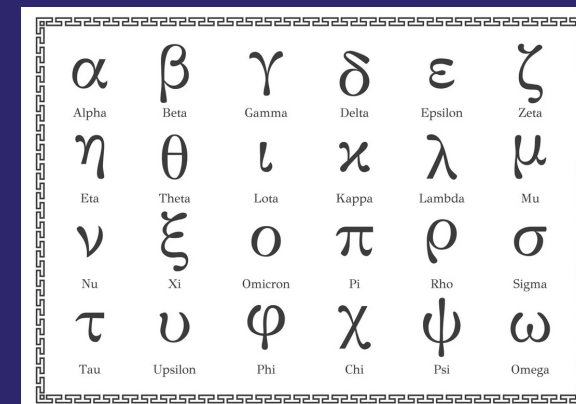 α β γ δ ε ζ
Alpha Beta Gamma Delta Epsilon Zeta
η θ ι ϰ λ μ
Eta Theta Lota Kappa Lambda Mu
ν ξ ο π ρ σ
Nu Xi Omicron Pi Rho Sigma
τ υ φ χ ψ ω
Tau Upsilon Phi Chi Psi Omega